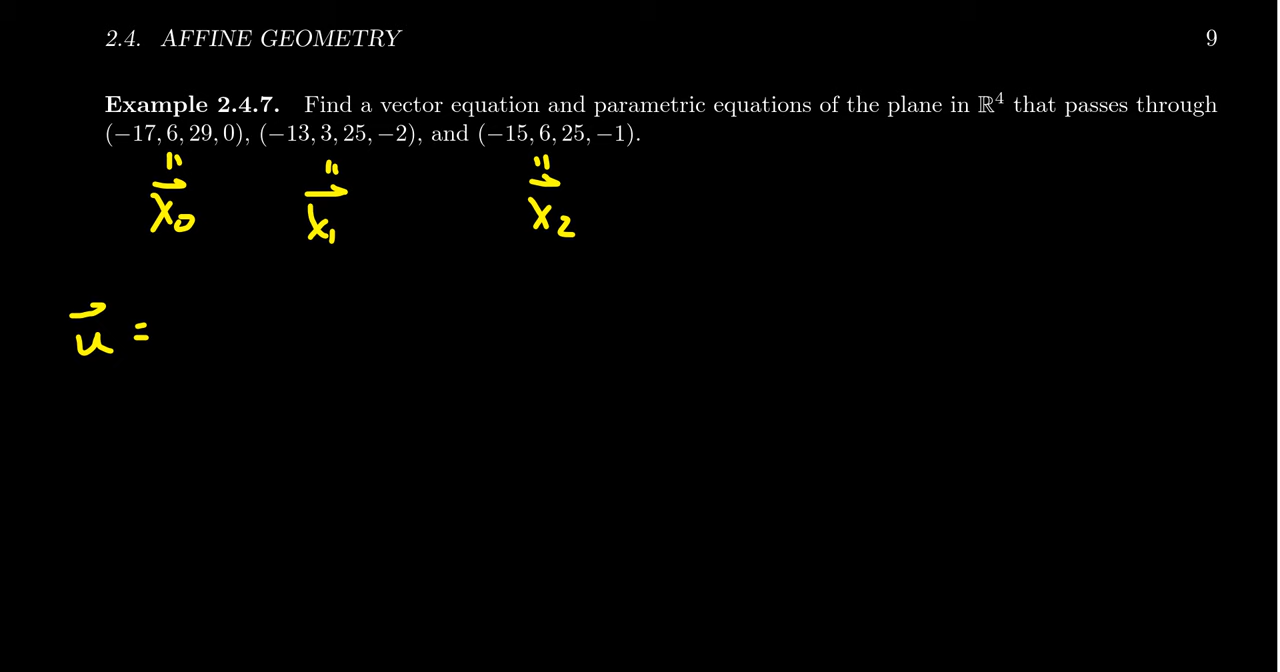 2.4. AFFINE GEOMETRY 9
Example 2.4.7. Find a vector equation and parametric equations of the plane in ℝ⁴ that passes through
(−17, 6, 29, 0), (−13, 3, 25, −2), and (−15, 6, 25, −1).
" " "
x⃗₀ x⃗₁ x⃗₂
u⃗ =